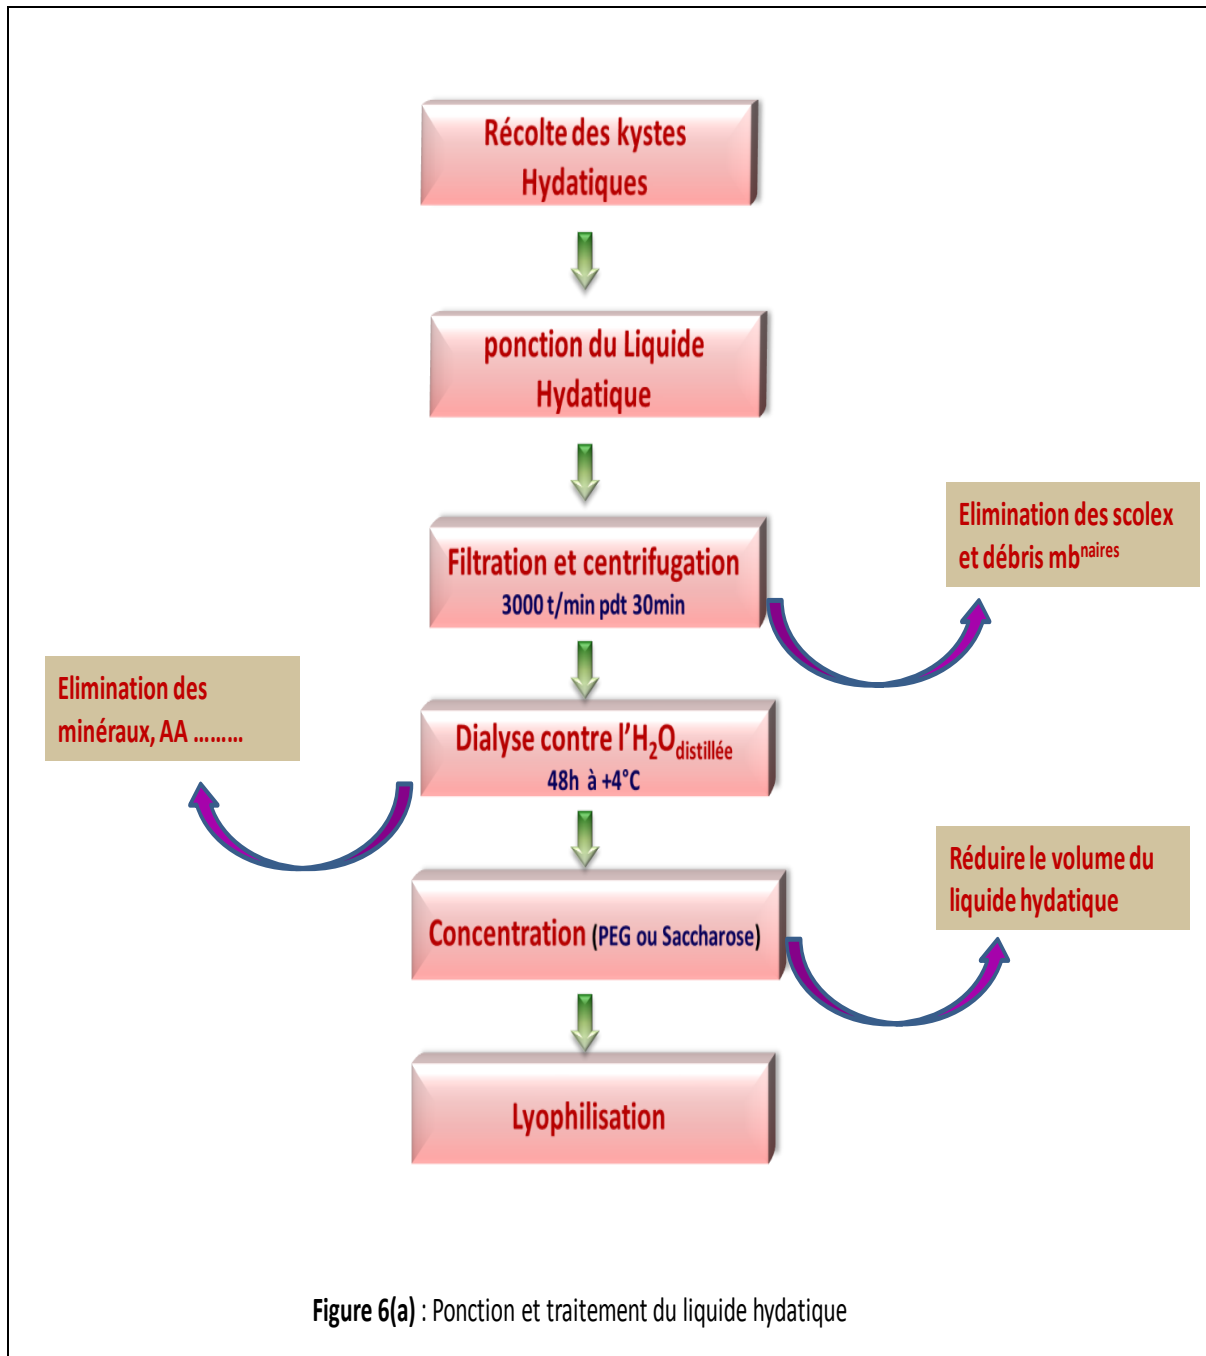 Récolte des kystes
Hydatiques
ponction du Liquide
Hydatique
Elimination des scolex
et débris mbnaires
Filtration et centrifugation
3000 t/min pdt 30min
Elimination des
minéraux, AA .........
Dialyse contre l'H2Odistillée
48h à +4°C
Réduire le volume du
liquide hydatique
Concentration (PEG ou Saccharose)
Lyophilisation
Figure 6(a) : Ponction et traitement du liquide hydatique